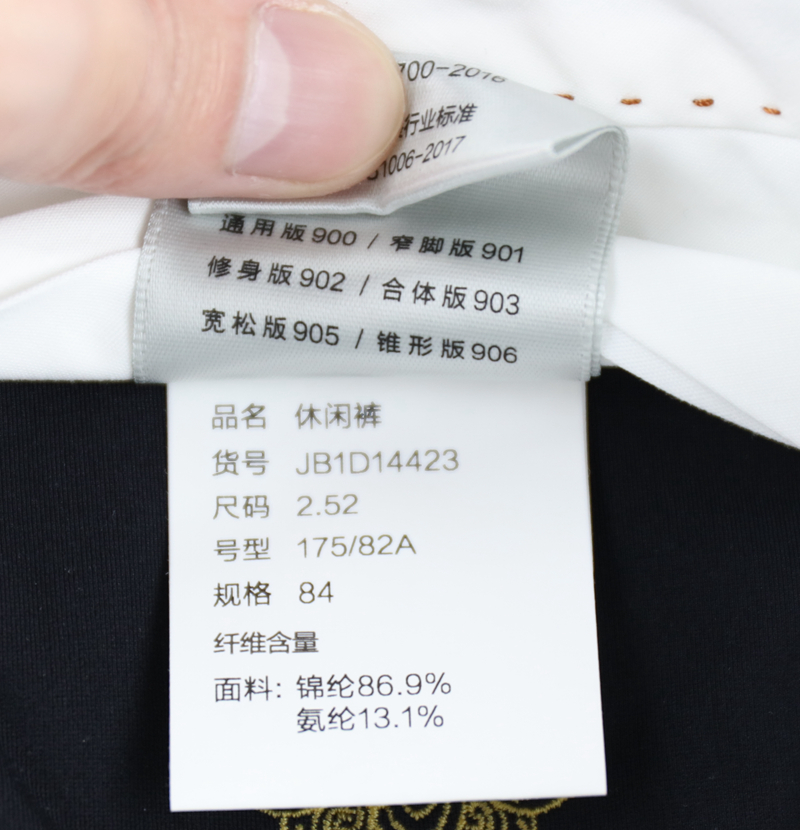 700-2016
行业标准
1006-2017
通用版900 / 窄脚版901
修身版902 / 合体版903
宽松版905 / 锥形版906
品名 休闲裤
货号 JB1D14423
尺码 2.52
号型 175/82A
规格 84
纤维含量
面料: 锦纶86.9%
氨纶13.1%